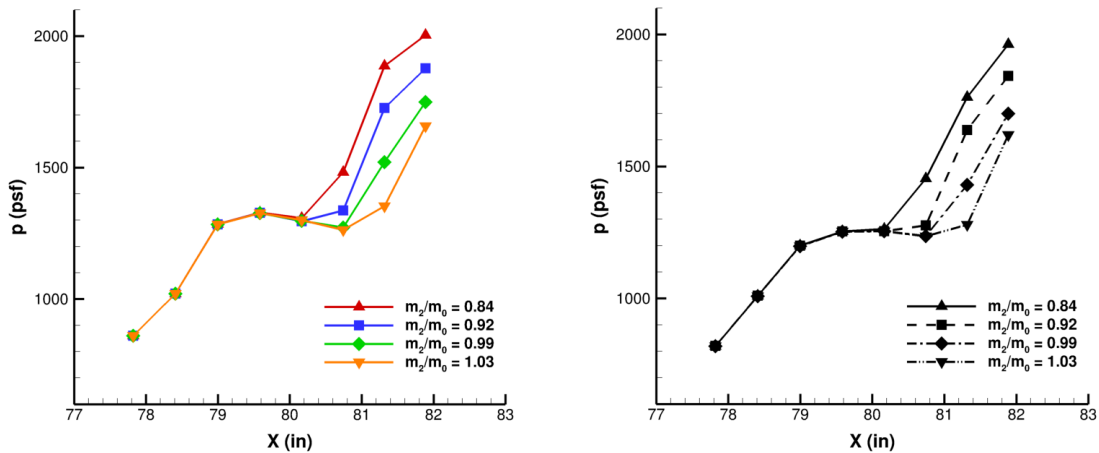 2000
1500
1000
p (psf)
m2/m0 = 0.84
m2/m0 = 0.92
m2/m0 = 0.99
m2/m0 = 1.03
77 78 79 80 81 82 83
X (in)
2000
1500
1000
p (psf)
m2/m0 = 0.84
m2/m0 = 0.92
m2/m0 = 0.99
m2/m0 = 1.03
77 78 79 80 81 82 83
X (in)